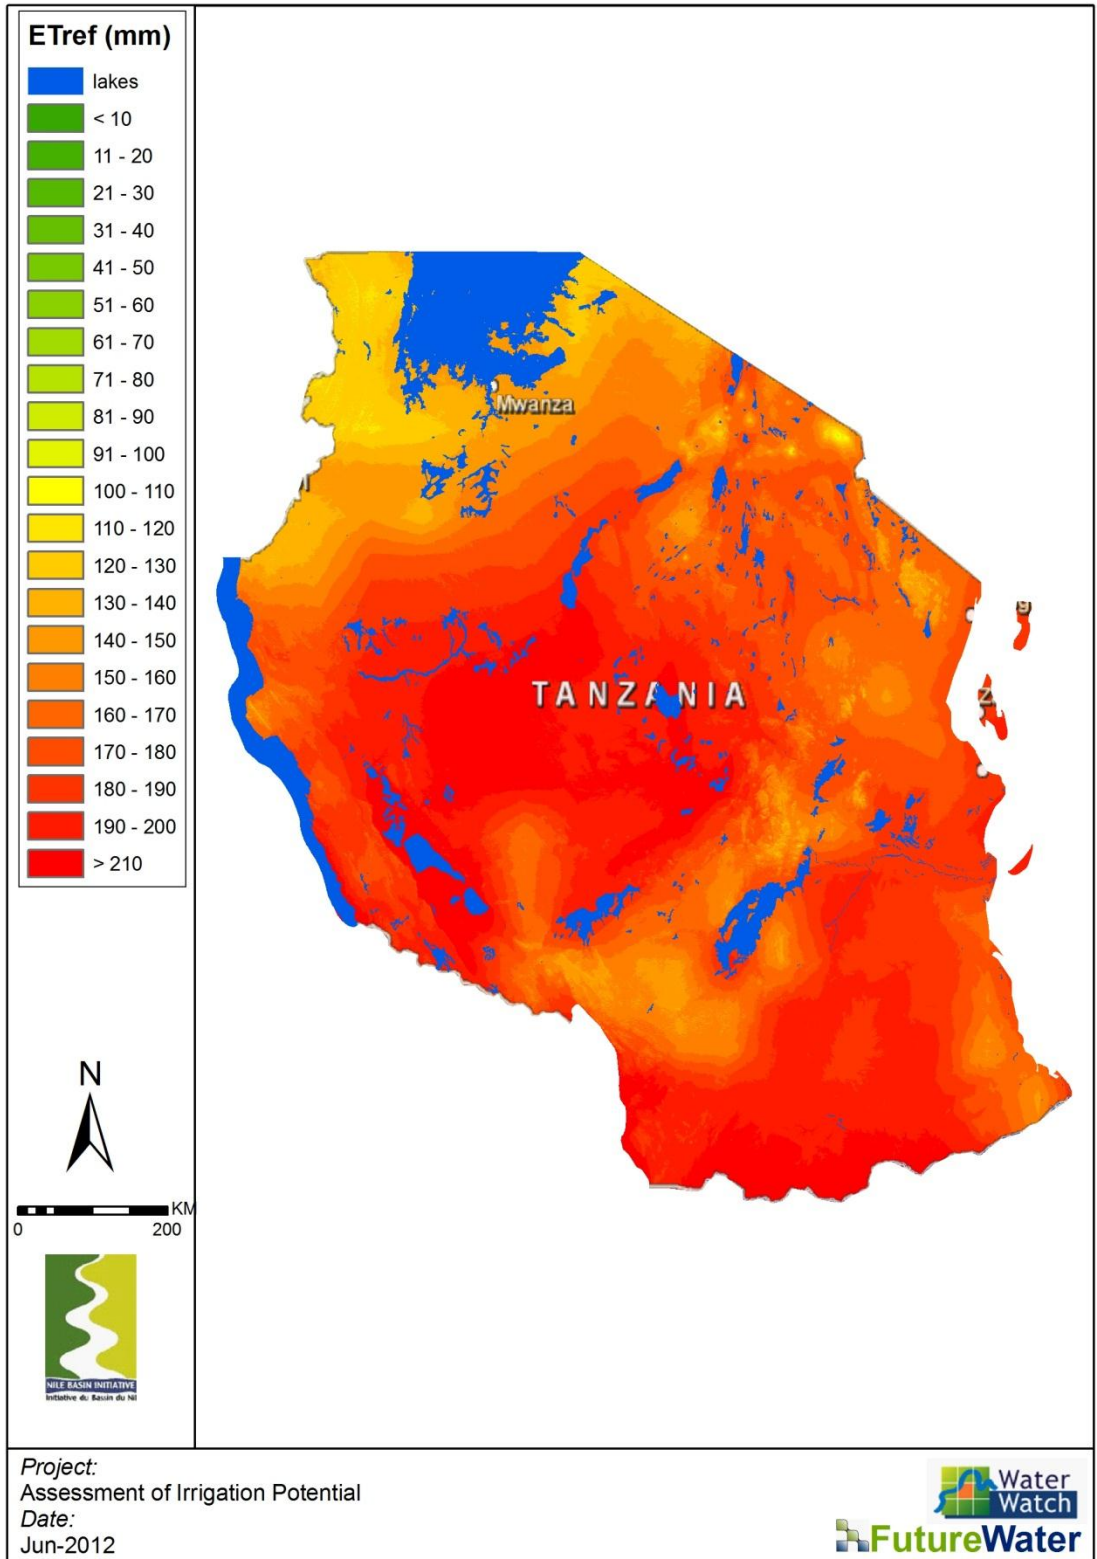 ETref (mm)
lakes
< 10
11 - 20
21 - 30
31 - 40
41 - 50
51 - 60
61 - 70
71 - 80
81 - 90
91 - 100
100 - 110
110 - 120
120 - 130
130 - 140
140 - 150
150 - 160
160 - 170
170 - 180
180 - 190
190 - 200
> 210
Mwanza
TANZANIA
Z
N
KM
0 200
NILE BASIN INITIATIVE
Initiative du Bassin du Nil
Project:
Assessment of Irrigation Potential
Date:
Jun-2012
Water
Watch
FutureWater